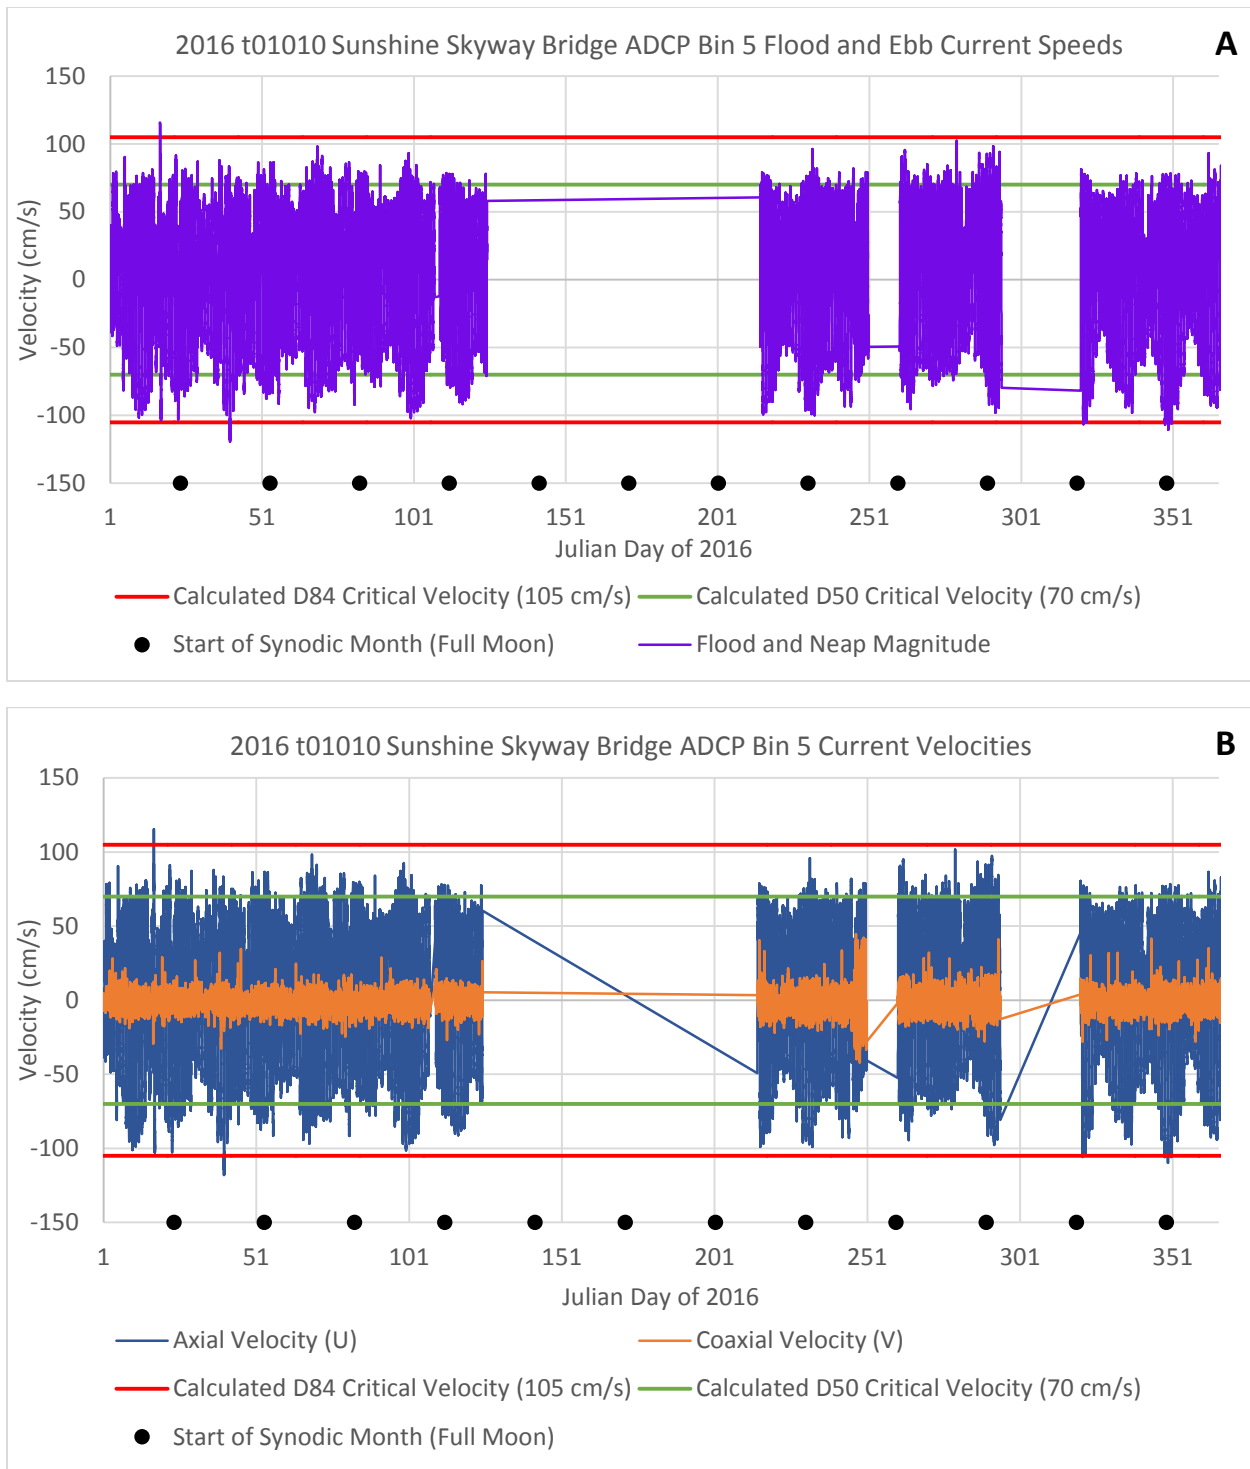 2016 t01010 Sunshine Skyway Bridge ADCP Bin 5 Flood and Ebb Current Speeds
A
150
100
50
0
-50
-100
-150
Velocity (cm/s)
1 51 101 151 201 251 301 351
Julian Day of 2016
Calculated D84 Critical Velocity (105 cm/s) Calculated D50 Critical Velocity (70 cm/s)
Start of Synodic Month (Full Moon) Flood and Neap Magnitude
2016 t01010 Sunshine Skyway Bridge ADCP Bin 5 Current Velocities
B
150
100
50
0
-50
-100
-150
Velocity (cm/s)
1 51 101 151 201 251 301 351
Julian Day of 2016
Axial Velocity (U) Coaxial Velocity (V)
Calculated D84 Critical Velocity (105 cm/s) Calculated D50 Critical Velocity (70 cm/s)
Start of Synodic Month (Full Moon)